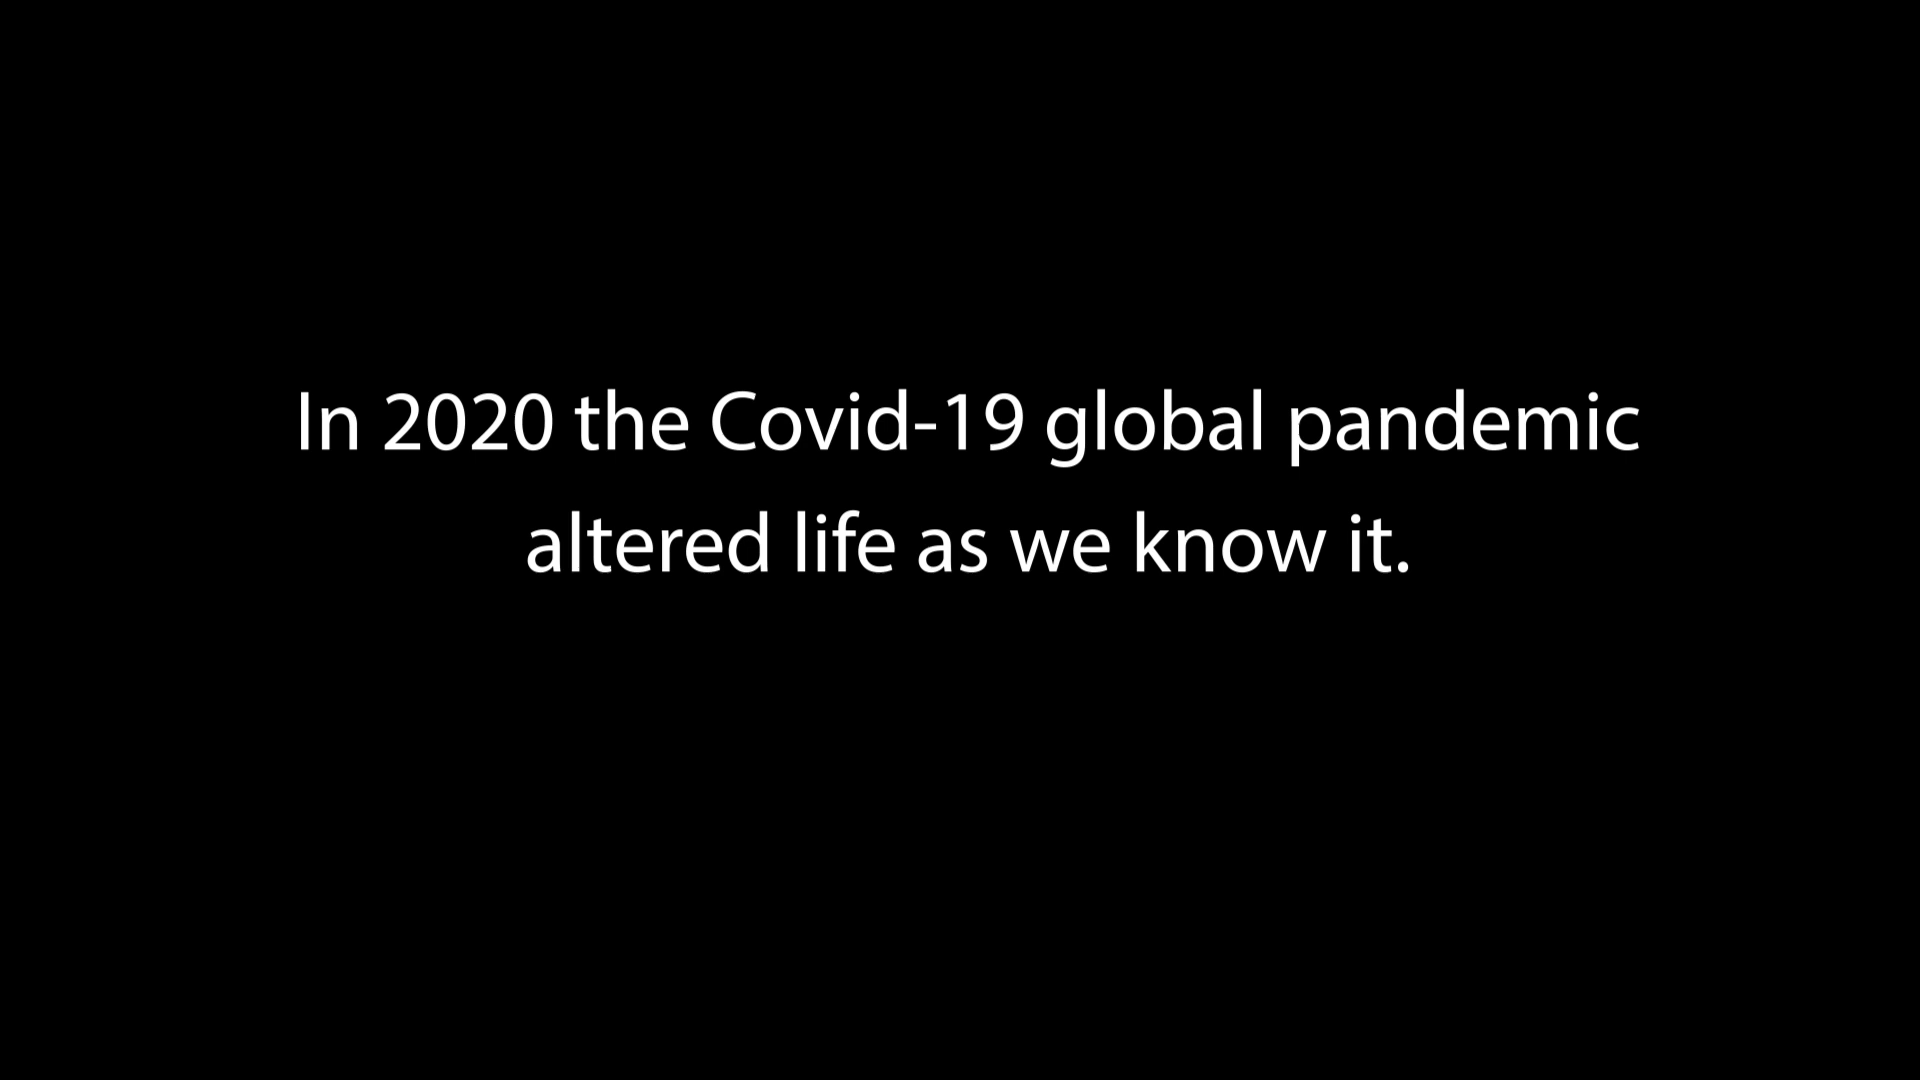 In 2020 the Covid-19 global pandemic
altered life as we know it.